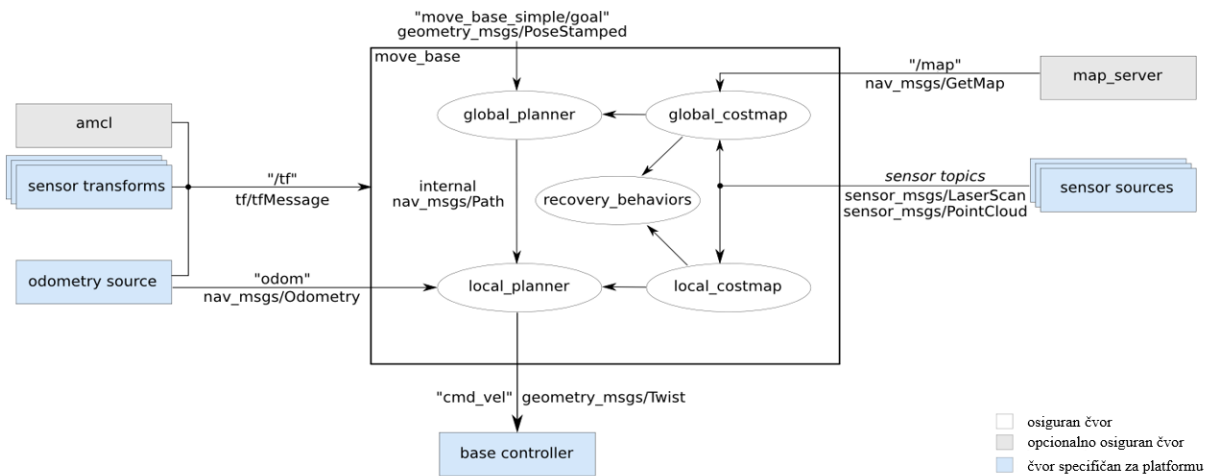 "move_base_simple/goal"
geometry_msgs/PoseStamped
move_base
"/map"
nav_msgs/GetMap
map_server
amcl
global_planner
global_costmap
sensor transforms
"/tf"
tf/tfMessage
internal
nav_msgs/Path
recovery_behaviors
sensor topics
sensor_msgs/LaserScan
sensor_msgs/PointCloud
sensor sources
odometry source
"odom"
nav_msgs/Odometry
local_planner
local_costmap
"cmd_vel"
geometry_msgs/Twist
base controller
osiguran čvor
opcionalno osiguran čvor
čvor specifičan za platformu